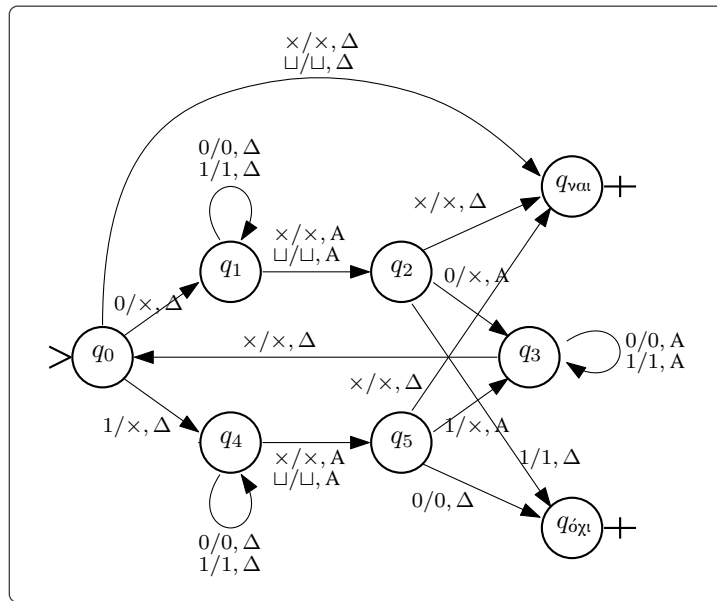 ×/×, Δ
⊔/⊔, Δ
0/0, Δ
1/1, Δ
q_ναι
×/×, Δ
×/×, Α
⊔/⊔, Α
q_1
q_2
0/×, Α
0/×, Δ
×/×, Δ
q_0
q_3
0/0, Α
1/1, Α
×/×, Δ
1/×, Δ
1/×, Α
q_4
q_5
×/×, Α
⊔/⊔, Α
1/1, Δ
0/0, Δ
q_όχι
0/0, Δ
1/1, Δ